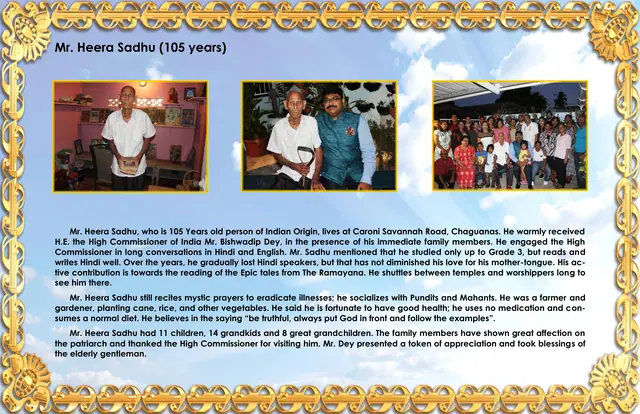 Mr. Heera Sadhu (105 years)
Mr. Heera Sadhu, who is 105 Years old person of Indian Origin, lives at Caroni Savannah Road, Chaguanas. He warmly received
H.E. the High Commissioner of India Mr. Bishwadip Dey, in the presence of his immediate family members. He engaged the High
Commissioner in long conversations in Hindi and English. Mr. Sadhu mentioned that he studied only up to Grade 3, but reads and
writes Hindi well. Over the years, he gradually lost Hindi speakers, but that has not diminished his love for his mother-tongue. His ac-
tive contribution is towards the reading of the Epic tales from The Ramayana. He shuttles between temples and worshippers long to
see him there.
Mr. Heera Sadhu still recites mystic prayers to eradicate illnesses; he socializes with Pundits and Mahants. He was a farmer and
gardener, planting cane, rice, and other vegetables. He said he is fortunate to have good health; he uses no medication and con-
sumes a normal diet. He believes in the saying “be truthful, always put God in front and follow the examples”.
Mr. Heera Sadhu had 11 children, 14 grandkids and 8 great grandchildren. The family members have shown great affection on
the patriarch and thanked the High Commissioner for visiting him. Mr. Dey presented a token of appreciation and took blessings of
the elderly gentleman.